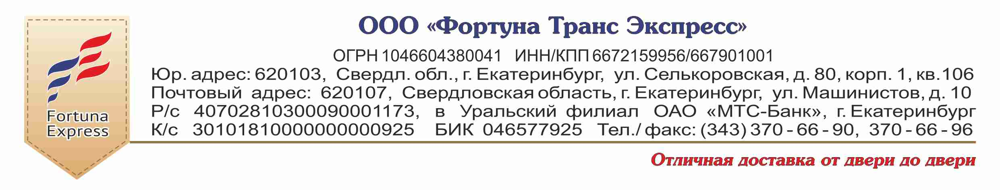 ООО «Фортуна Транс Экспресс»
ОГРН 1046604380041 ИНН/КПП 6672159956/667901001
Юр. адрес: 620103, Свердл. обл., г. Екатеринбург, ул. Селькоровская, д. 80, корп. 1, кв.106
Почтовый адрес: 620107, Свердловская область, г. Екатеринбург, ул. Машинистов, д. 10
Р/с 40702810300090001173, в Уральский филиал ОАО «МТС-Банк», г. Екатеринбург
К/с 30101810000000000925 БИК 046577925 Тел./ факс: (343) 370 - 66 - 90, 370 - 66 - 96
Fortuna
Express
Отличная доставка от двери до двери